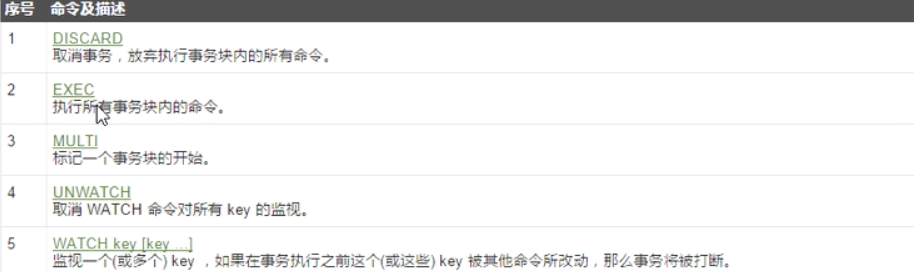 序号 命令及描述
1 DISCARD
取消事务，放弃执行事务块内的所有命令。
2 EXEC
执行所有事务块内的命令。
3 MULTI
标记一个事务块的开始。
4 UNWATCH
取消 WATCH 命令对所有 key 的监视。
5 WATCH key [key ...]
监视一个(或多个) key ，如果在事务执行之前这个(或这些) key 被其他命令所改动，那么事务将被打断。